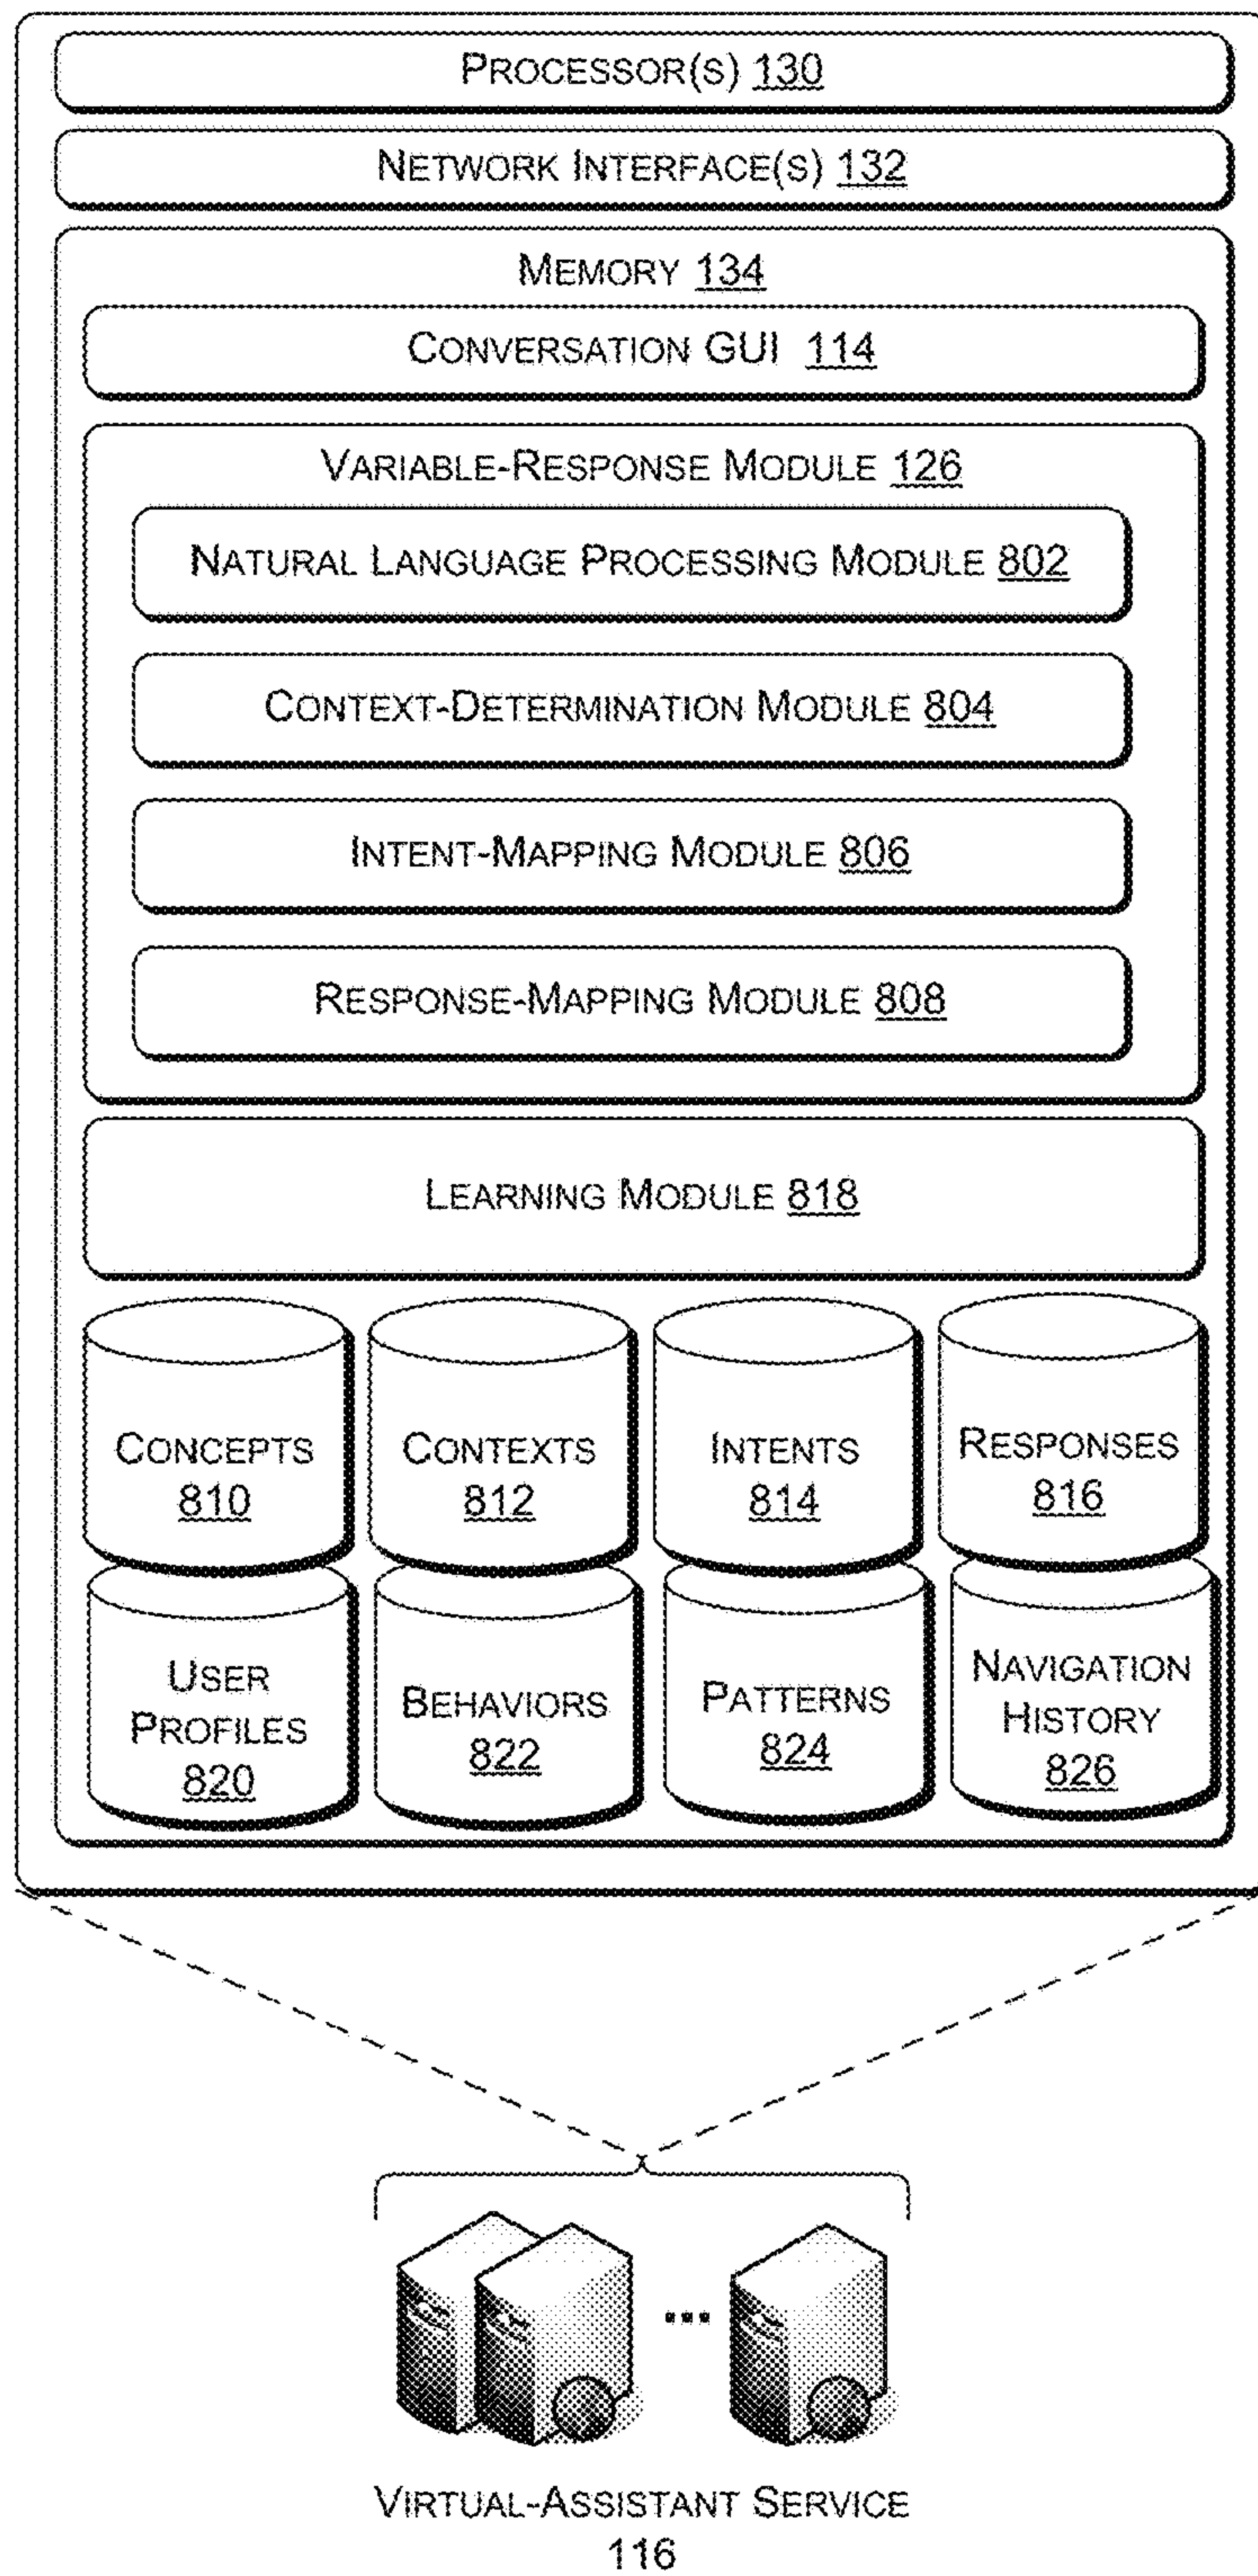 PROCESSOR(S) 130
NETWORK INTERFACE(S) 132
MEMORY 134
CONVERSATION GUI 114
VARIABLE-RESPONSE MODULE 126
NATURAL LANGUAGE PROCESSING MODULE 802
CONTEXT-DETERMINATION MODULE 804
INTENT-MAPPING MODULE 806
RESPONSE-MAPPING MODULE 808
LEARNING MODULE 818
CONCEPTS
810
CONTEXTS
812
INTENTS
814
RESPONSES
816
USER
PROFILES
820
BEHAVIORS
822
PATTERNS
824
NAVIGATION
HISTORY
826
...
VIRTUAL-ASSISTANT SERVICE
116